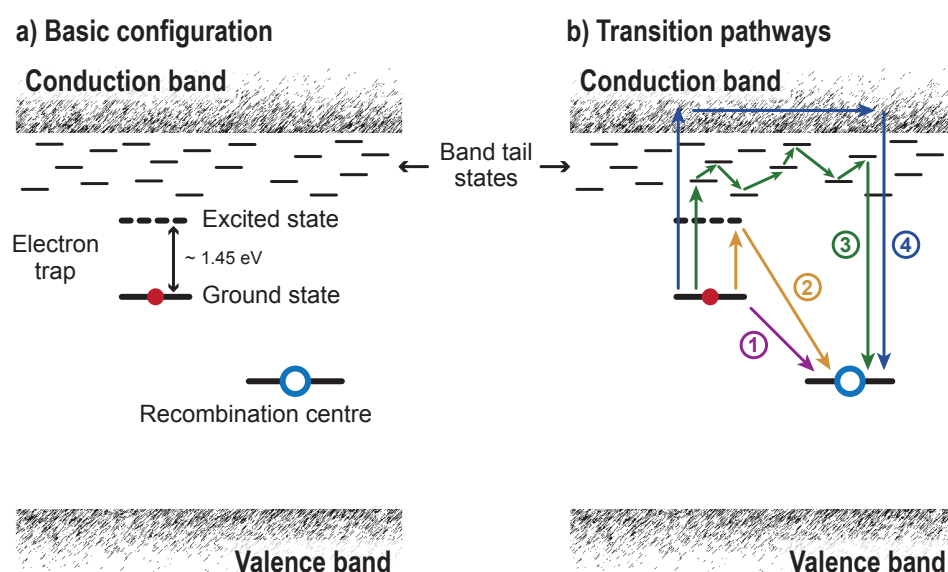 a) Basic configuration
Conduction band
Band tail
states
Excited state
Electron
trap
~ 1.45 eV
Ground state
Recombination centre
Valence band
b) Transition pathways
Conduction band
3
4
2
1
Valence band